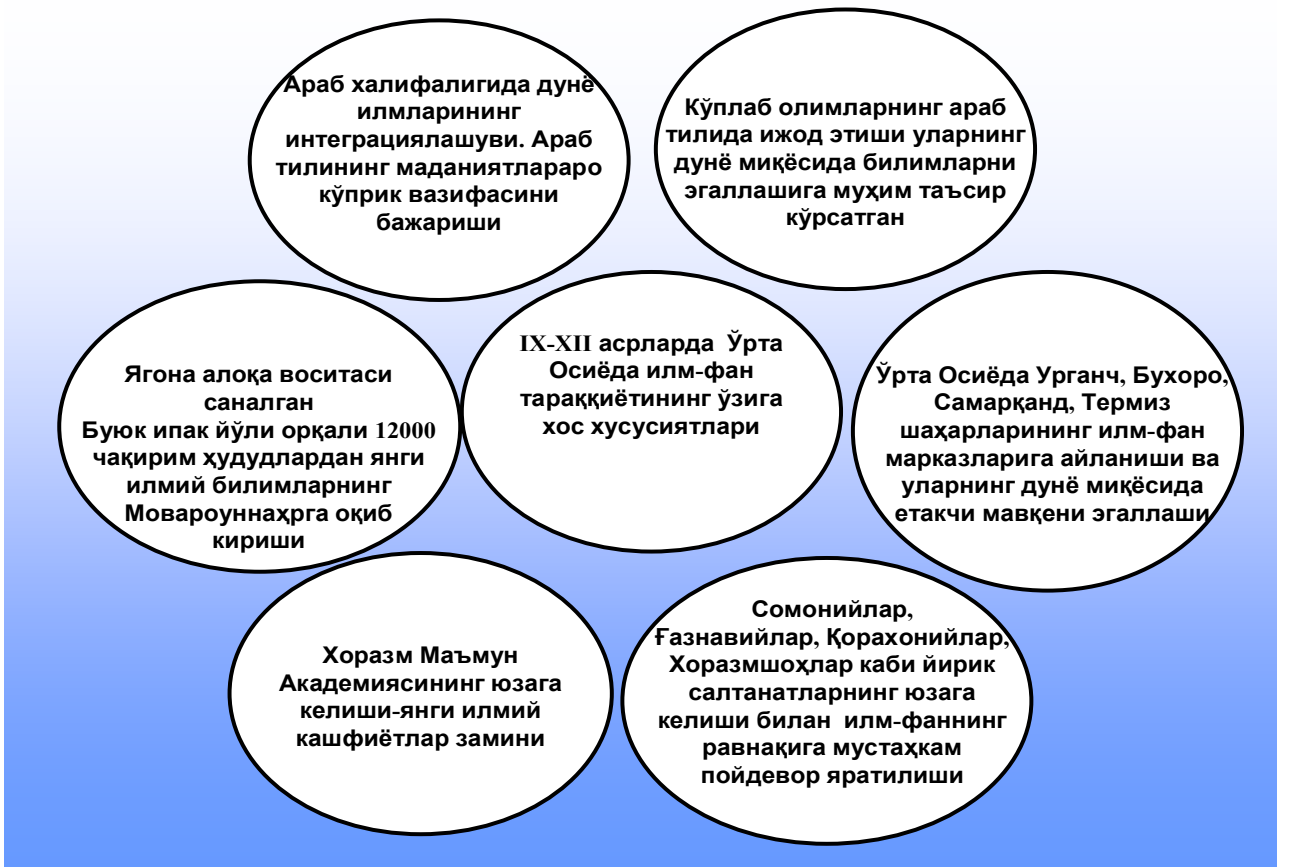 Араб халифалигида дунё
илмларининг
интеграциялашуви. Араб
тилининг маданиятлараро
кўприк вазифасини
бажариши
Кўплаб олимларнинг араб
тилида ижод этиши уларнинг
дунё миқёсида билимларни
эгаллашига муҳим таъсир
кўрсатган
Ягона алоқа воситаси
саналган
Буюк ипак йўли орқали 12000
чақирим ҳудудлардан янги
илмий билимларнинг
Мовароуннаҳрга оқиб
кириши
IX-XII асрларда Ўрта
Осиёда илм-фан
тараққиётининг ўзига
хос хусусиятлари
Ўрта Осиёда Урганч, Бухоро,
Самарқанд, Термиз
шаҳарларининг илм-фан
марказларига айланиши ва
уларнинг дунё миқёсида
етакчи мавқени эгаллаши
Хоразм Маъмун
Академиясининг юзага
келиши-янги илмий
кашфиётлар замини
Сомонийлар,
Ғазнавийлар, Қорахонийлар,
Хоразмшоҳлар каби йирик
салтанатларнинг юзага
келиши билан илм-фаннинг
равнақига мустаҳкам
пойдевор яратилиши